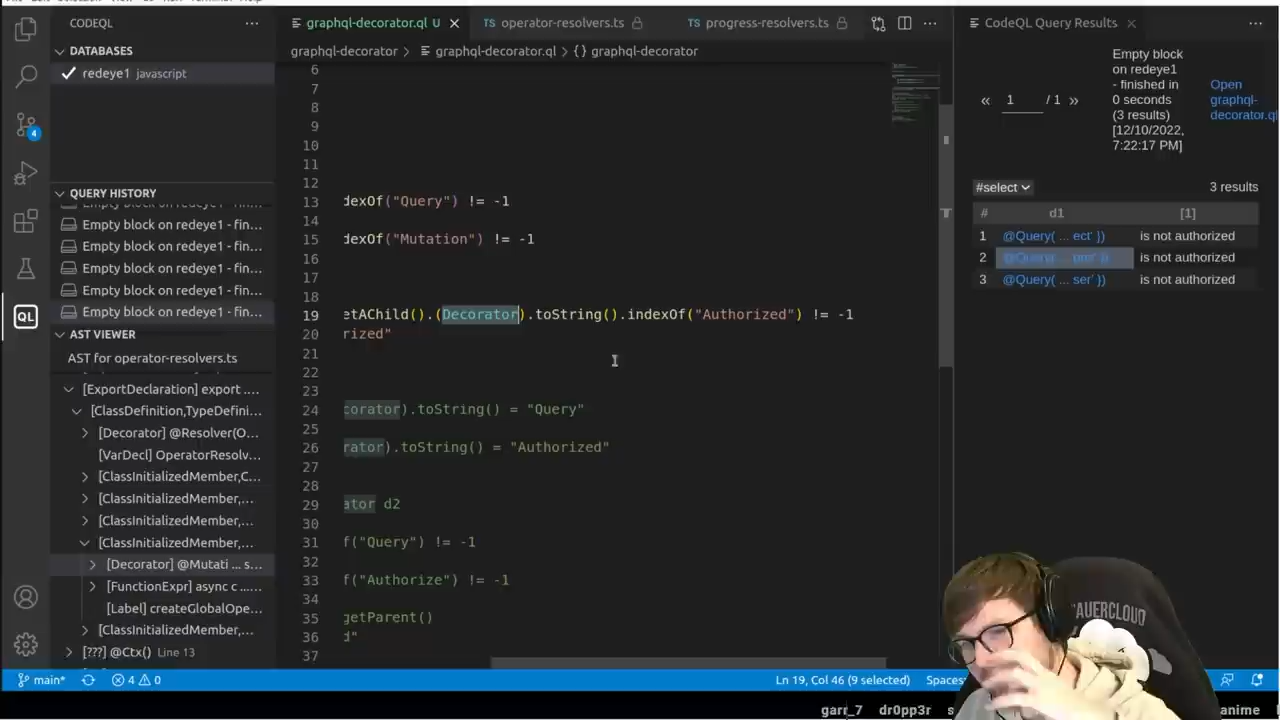 CODEQL
DATABASES
redeye1 javascript
QUERY HISTORY
Empty block on redeye1 - fin...
Empty block on redeye1 - fin...
Empty block on redeye1 - fin...
Empty block on redeye1 - fin...
Empty block on redeye1 - fin...
AST VIEWER
AST for operator-resolvers.ts
[ExportDeclaration] export ....
[ClassDefinition,TypeDefini...
[Decorator] @Resolver(O...
[VarDecl] OperatorResolv...
[ClassInitializedMember,C...
[ClassInitializedMember,...
[ClassInitializedMember,...
[ClassInitializedMember,...
[Decorator] @Mutati ... s...
[FunctionExpr] async c ...
[Label] createGlobalOpe...
[ClassInitializedMember,...
[???] @Ctx() Line 13
4
QL
graphql-decorator.ql U
operator-resolvers.ts
progress-resolvers.ts
graphql-decorator > graphql-decorator.ql > {} graphql-decorator
6
7
8
9
10
11
12
13 dexOf("Query") != -1
14
15 dexOf("Mutation") != -1
16
17
18
19 etAChild().(Decorator).toString().indexOf("Authorized") != -1
20 rized"
21
22
23
24 corator).toString() = "Query"
25
26 rator).toString() = "Authorized"
27
28
29 ator d2
30
31 f("Query") != -1
32
33 f("Authorize") != -1
34
35 getParent()
36 d"
37
CodeQL Query Results
« 1 / 1 »
Empty block
on redeye1
- finished in
0 seconds
(3 results)
[12/10/2022,
7:22:17 PM]
Open
graphql-
decorator.ql
#select
3 results
# d1 [1]
1 @Query( ... ect' }) is not authorized
2 is not authorized
3 @Query( ... ser' }) is not authorized
AUERCLOUD
main*
4 0
Ln 19, Col 46 (9 selected)
Spaces
garr_7 dr0pp3r s
anime